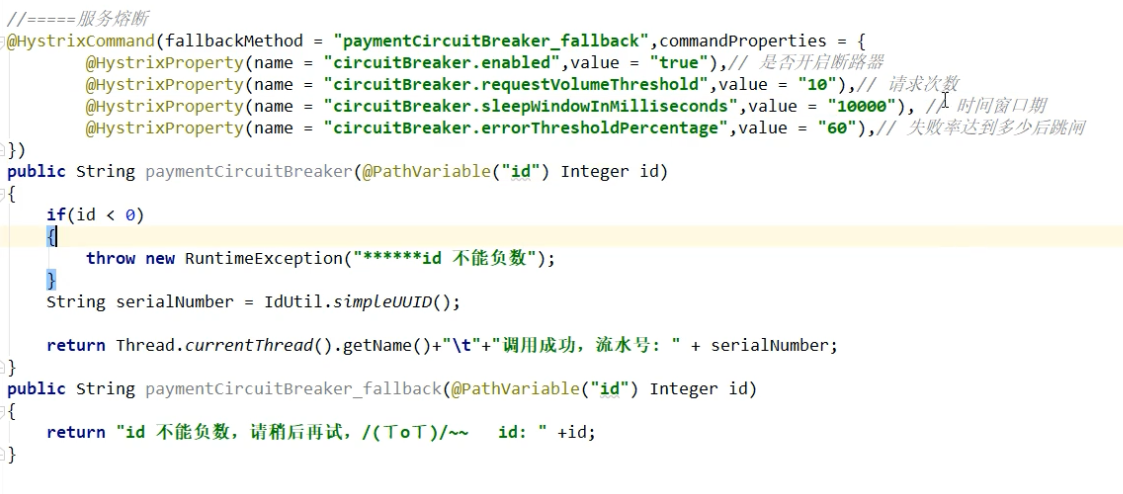 //=====服务熔断
@HystrixCommand(fallbackMethod = "paymentCircuitBreaker_fallback",commandProperties = {
        @HystrixProperty(name = "circuitBreaker.enabled",value = "true"),// 是否开启断路器
        @HystrixProperty(name = "circuitBreaker.requestVolumeThreshold",value = "10"),// 请求次数
        @HystrixProperty(name = "circuitBreaker.sleepWindowInMilliseconds",value = "10000"), // 时间窗口期
        @HystrixProperty(name = "circuitBreaker.errorThresholdPercentage",value = "60"),// 失败率达到多少后跳闸
})
public String paymentCircuitBreaker(@PathVariable("id") Integer id)
{
    if(id < 0)
    {
        throw new RuntimeException("******id 不能负数");
    }
    String serialNumber = IdUtil.simpleUUID();

    return Thread.currentThread().getName()+"\t"+"调用成功，流水号: " + serialNumber;
}
public String paymentCircuitBreaker_fallback(@PathVariable("id") Integer id)
{
    return "id 不能负数，请稍后再试，/(ㄒoㄒ)/~~   id: " +id;
}